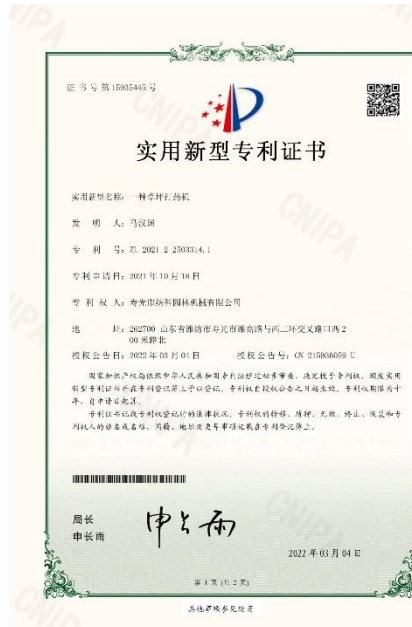 证书号第15935445号
实用新型专利证书
实用新型名称：一种草坪打药机
发 明 人：马汉国
专 利 号：ZL 2021 2 2503314.1
专利申请日：2021年10月18日
专 利 权 人：寿光市纳科园林机械有限公司
地 址：262700 山东省潍坊市寿光市潍高路与西二环交叉路口西2
00米路北
授权公告日：2022年03月04日 授权公告号：CN 215936059 U
国家知识产权局依照中华人民共和国专利法经过初步审查，决定授予专利权，颁发实用
新型专利证书并在专利登记簿上予以登记。专利权自授权公告之日起生效。专利权期限为十
年，自申请日起算。
专利证书记载专利权登记时的法律状况。专利权的转移、质押、无效、终止、恢复和专
利权人的姓名或名称、国籍、地址变更等事项记载在专利登记簿上。
局长
申长雨
申长雨
2022年03月04日
第 1 页 (共 2 页)
其他事项参见续页
CNIPA